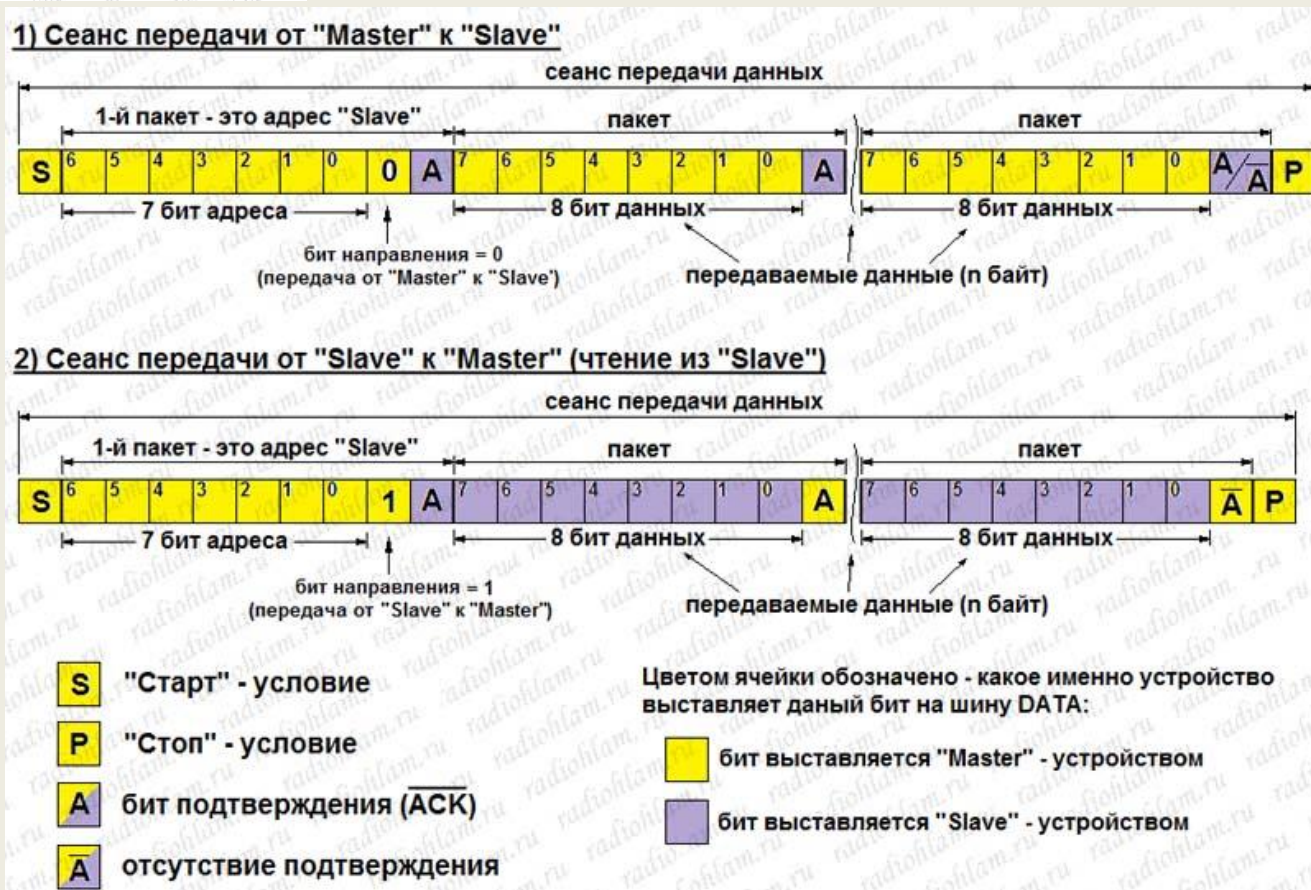 1) Сеанс передачи от "Master" к "Slave"
сеанс передачи данных
1-й пакет - это адрес "Slave" пакет пакет
S 6 5 4 3 2 1 0 0 A 7 6 5 4 3 2 1 0 A 7 6 5 4 3 2 1 0 A/A̅ P
7 бит адреса 8 бит данных 8 бит данных
бит направления = 0
(передача от "Master" к "Slave')
передаваемые данные (n байт)
2) Сеанс передачи от "Slave" к "Master" (чтение из "Slave")
сеанс передачи данных
1-й пакет - это адрес "Slave" пакет пакет
S 6 5 4 3 2 1 0 1 A 7 6 5 4 3 2 1 0 A 7 6 5 4 3 2 1 0 A̅ P
7 бит адреса 8 бит данных 8 бит данных
бит направления = 1
(передача от "Slave" к "Master")
передаваемые данные (n байт)
S "Старт" - условие
P "Стоп" - условие
A бит подтверждения (A̅C̅K̅)
A̅ отсутствие подтверждения
Цветом ячейки обозначено - какое именно устройство
выставляет даный бит на шину DATA:
бит выставляется "Master" - устройством
бит выставляется "Slave" - устройством
radiohlam.ru